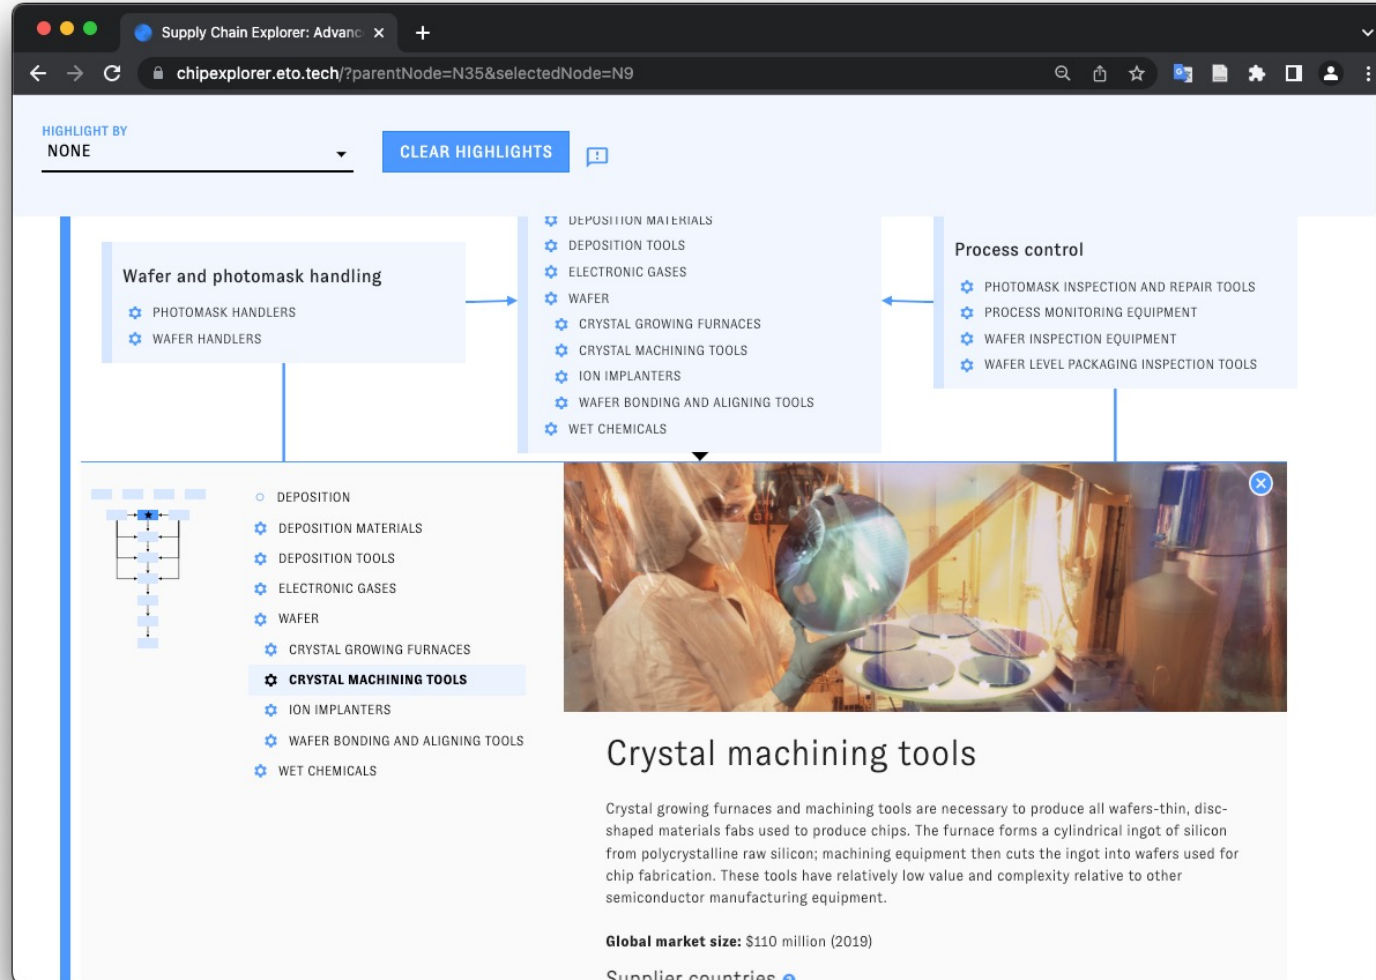 Supply Chain Explorer: Advanc
chipexplorer.eto.tech/?parentNode=N35&selectedNode=N9
HIGHLIGHT BY
NONE
CLEAR HIGHLIGHTS
Wafer and photomask handling
PHOTOMASK HANDLERS
WAFER HANDLERS
DEPOSITION MATERIALS
DEPOSITION TOOLS
ELECTRONIC GASES
WAFER
CRYSTAL GROWING FURNACES
CRYSTAL MACHINING TOOLS
ION IMPLANTERS
WAFER BONDING AND ALIGNING TOOLS
WET CHEMICALS
Process control
PHOTOMASK INSPECTION AND REPAIR TOOLS
PROCESS MONITORING EQUIPMENT
WAFER INSPECTION EQUIPMENT
WAFER LEVEL PACKAGING INSPECTION TOOLS
DEPOSITION
DEPOSITION MATERIALS
DEPOSITION TOOLS
ELECTRONIC GASES
WAFER
CRYSTAL GROWING FURNACES
CRYSTAL MACHINING TOOLS
ION IMPLANTERS
WAFER BONDING AND ALIGNING TOOLS
WET CHEMICALS
Crystal machining tools
Crystal growing furnaces and machining tools are necessary to produce all wafers-thin, disc-
shaped materials fabs used to produce chips. The furnace forms a cylindrical ingot of silicon
from polycrystalline raw silicon; machining equipment then cuts the ingot into wafers used for
chip fabrication. These tools have relatively low value and complexity relative to other
semiconductor manufacturing equipment.
Global market size: $110 million (2019)
Supplier countries